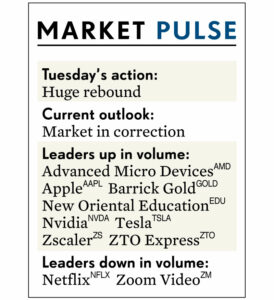 MARKET PULSE
Tuesday's action:
Huge rebound
Current outlook:
Market in correction
Leaders up in volume:
Advanced Micro DevicesAMD
AppleAAPL Barrick GoldGOLD
New Oriental EducationEDU
NvidiaNVDA TeslaTSLA
ZscalerZS ZTO ExpressZTO
Leaders down in volume:
NetflixNFLX Zoom VideoZM